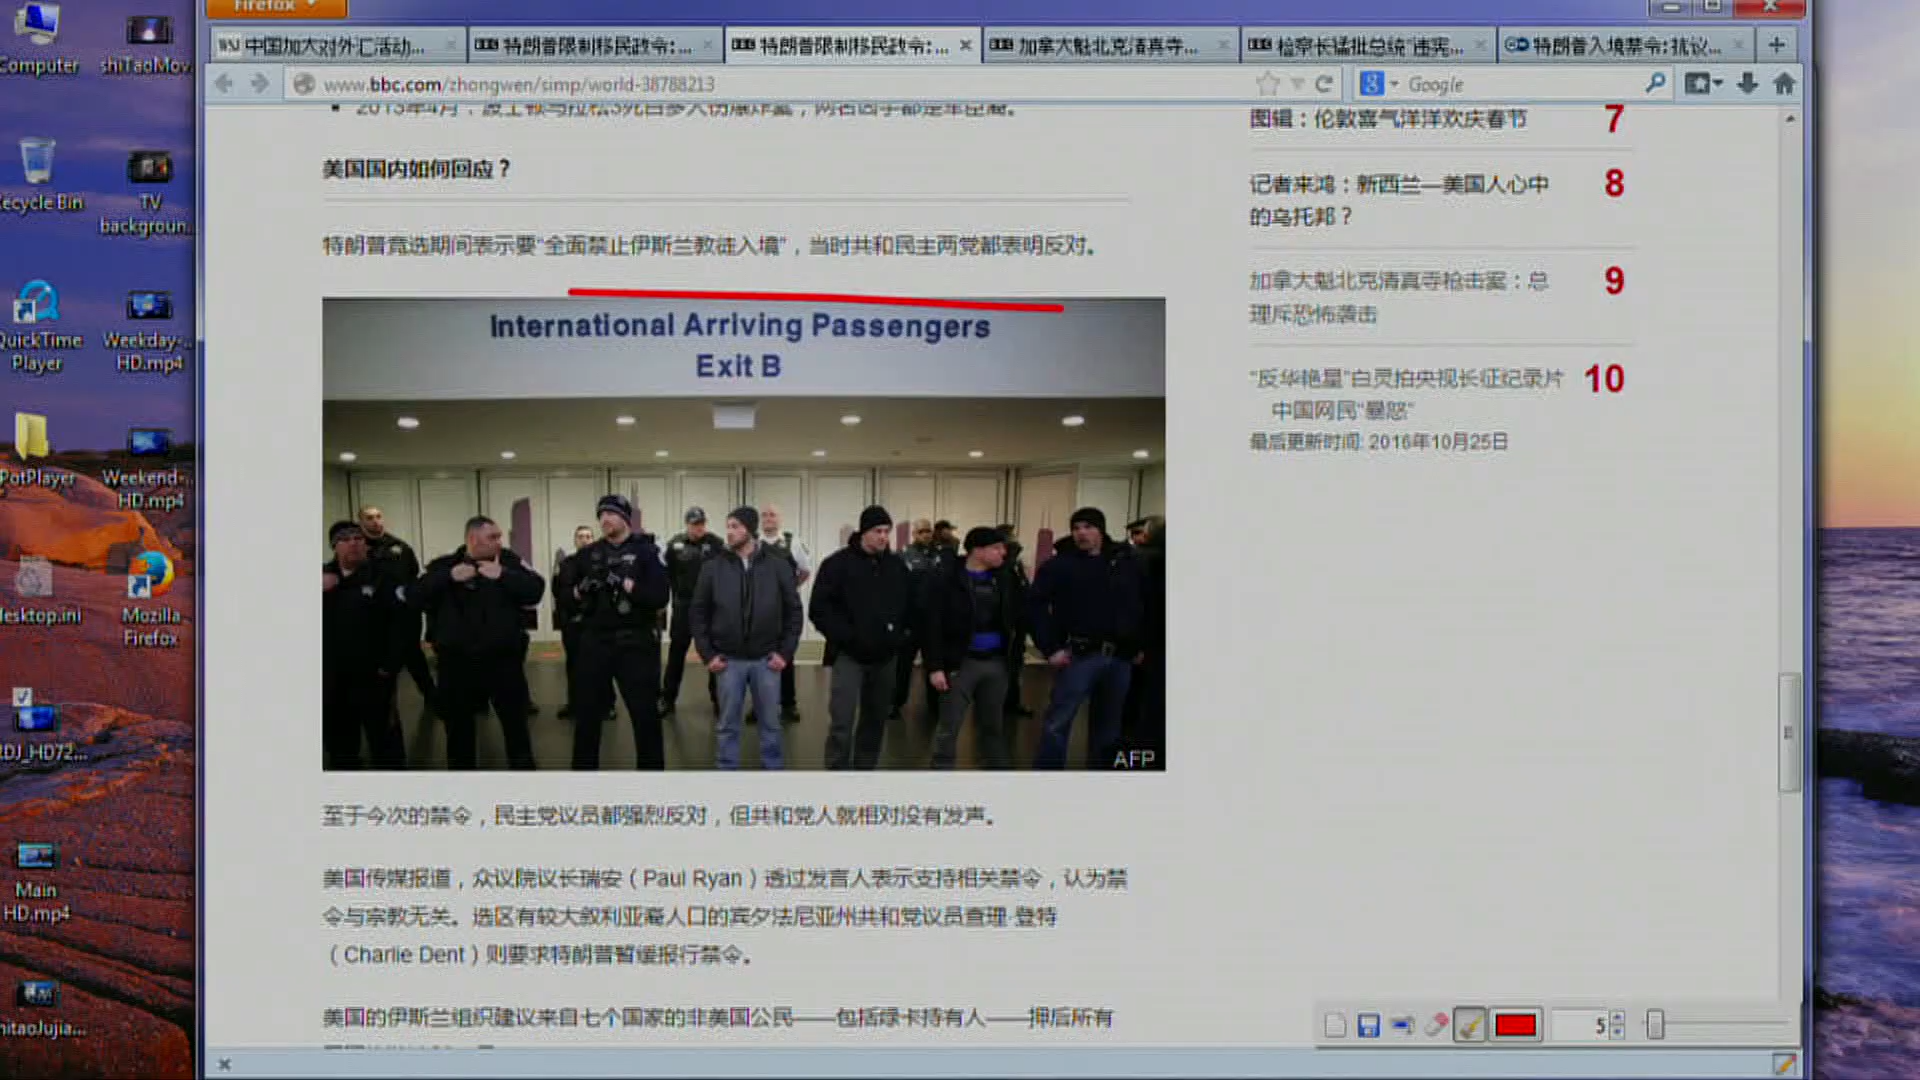 Firefox
中国加大对外汇活动...
特朗普限制移民政令:...
特朗普限制移民政令:...
加拿大魁北克清真寺...
检察长猛批总统"违宪...
特朗普入境禁令:抗议...
www.bbc.com/zhongwen/simp/world-38788213
Google
美国国内如何回应？
特朗普竞选期间表示要“全面禁止伊斯兰教徒入境”，当时共和民主两党都表明反对。
International Arriving Passengers
Exit B
AFP
至于今次的禁令，民主党议员都强烈反对，但共和党人就相对没有发声。
美国传媒报道，众议院议长瑞安（Paul Ryan）透过发言人表示支持相关禁令，认为禁
令与宗教无关。选区有较大叙利亚裔人口的宾夕法尼亚州共和党议员查理·登特
（Charlie Dent）则要求特朗普暂缓报行禁令。
美国的伊斯兰组织建议来自七个国家的非美国公民——包括绿卡持有人——押后所有
图辑：伦敦喜气洋洋欢庆春节 7
记者来鸿：新西兰—美国人心中 8
的乌托邦？
加拿大魁北克清真寺枪击案：总 9
理斥恐怖袭击
“反华艳星”白灵拍央视长征纪录片 10
中国网民“暴怒”
最后更新时间: 2016年10月25日
5
Computer
shiTaoMov...
Recycle Bin
TV
backgroun...
QuickTime
Player
Weekday-...
HD.mp4
PotPlayer
Weekend-...
HD.mp4
desktop.ini
Mozilla
Firefox
DJ_HD72...
Main
HD.mp4
hitaoJujia...